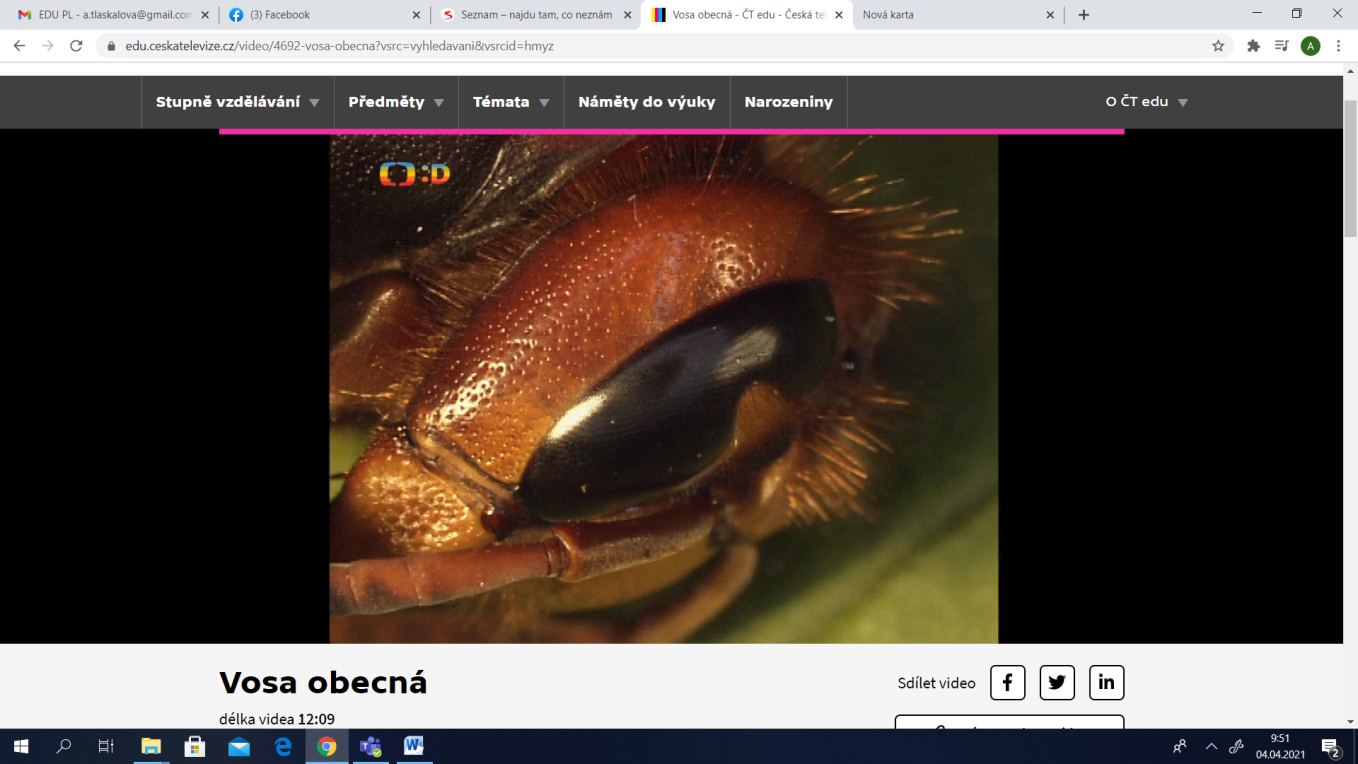 EDU PL - a.tlaskalova@gmail.com
(3) Facebook
Seznam – najdu tam, co neznám
Vosa obecná - ČT edu - Česká tel
Nová karta
edu.ceskatelevize.cz/video/4692-vosa-obecna?vsrc=vyhledavani&vsrcid=hmyz
A
Stupně vzdělávání
Předměty
Témata
Náměty do výuky
Narozeniny
O ČT edu
:D
Vosa obecná
Sdílet video
délka videa 12:09
9:51
04.04.2021
2